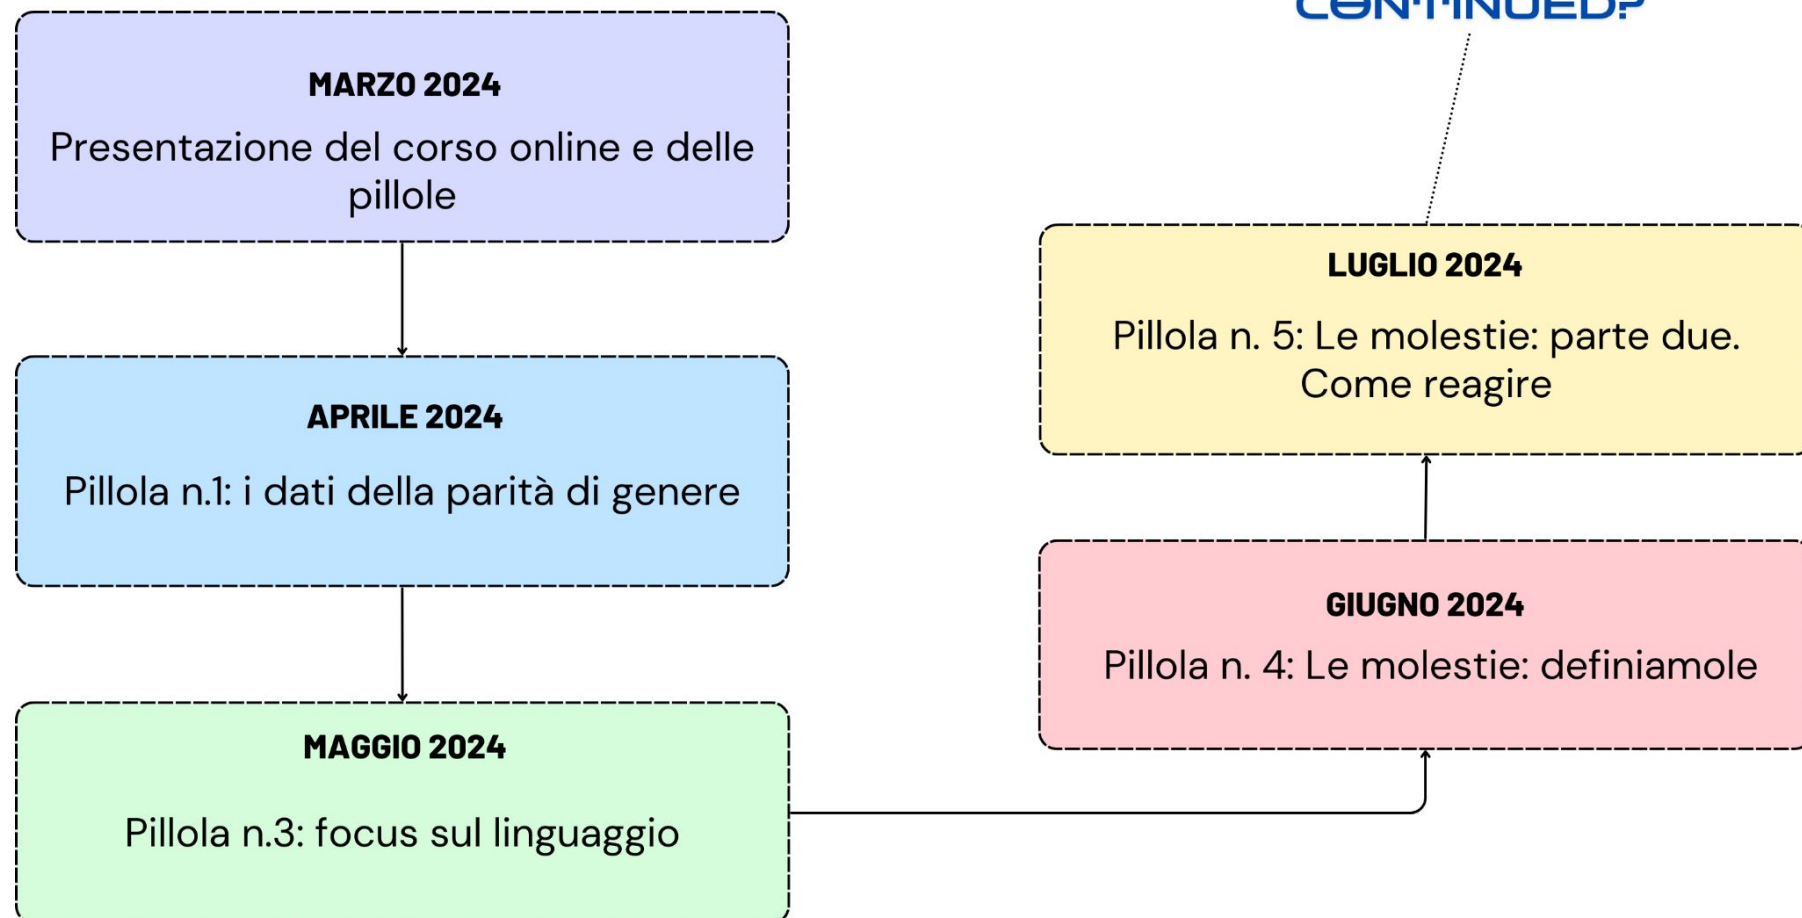 MARZO 2024
Presentazione del corso online e delle
pillole
APRILE 2024
Pillola n.1: i dati della parità di genere
MAGGIO 2024
Pillola n.3: focus sul linguaggio
GIUGNO 2024
Pillola n. 4: Le molestie: definiamole
LUGLIO 2024
Pillola n. 5: Le molestie: parte due.
Come reagire
CONTINUED?